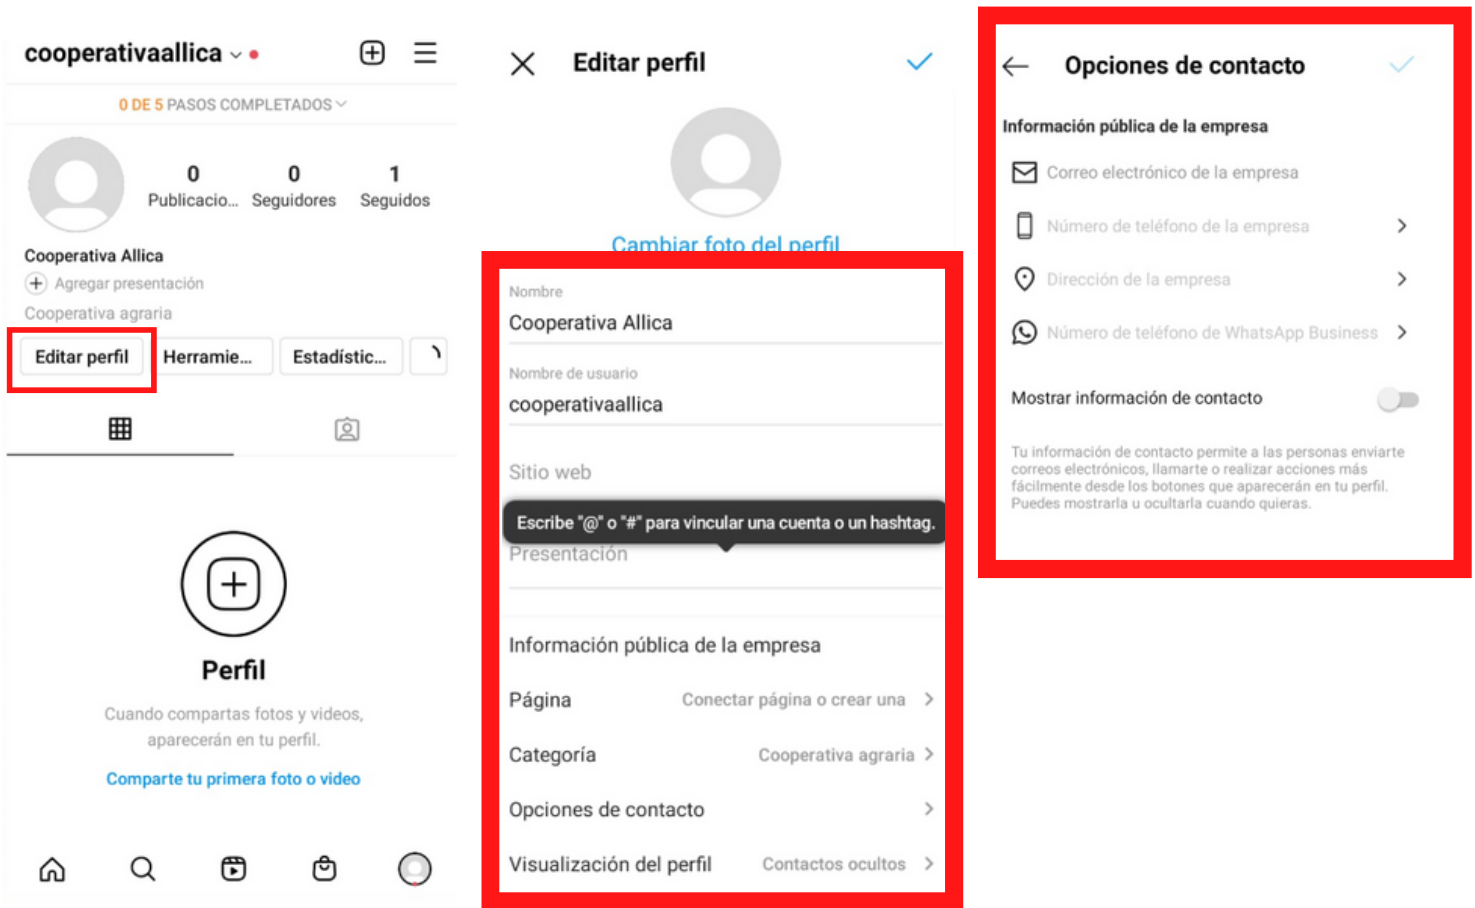 cooperativaallica
0 DE 5 PASOS COMPLETADOS
0 0 1
Publicacio... Seguidores Seguidos
Cooperativa Allica
Agregar presentación
Cooperativa agraria
Editar perfil Herramie... Estadístic...
Perfil
Cuando compartas fotos y videos,
aparecerán en tu perfil.
Comparte tu primera foto o video
Editar perfil
Cambiar foto del perfil
Nombre
Cooperativa Allica
Nombre de usuario
cooperativaallica
Sitio web
Escribe "@" o "#" para vincular una cuenta o un hashtag.
Presentación
Información pública de la empresa
Página Conectar página o crear una
Categoría Cooperativa agraria
Opciones de contacto
Visualización del perfil Contactos ocultos
Opciones de contacto
Información pública de la empresa
Correo electrónico de la empresa
Número de teléfono de la empresa
Dirección de la empresa
Número de teléfono de WhatsApp Business
Mostrar información de contacto
Tu información de contacto permite a las personas enviarte
correos electrónicos, llamarte o realizar acciones más
fácilmente desde los botones que aparecerán en tu perfil.
Puedes mostrarla u ocultarla cuando quieras.